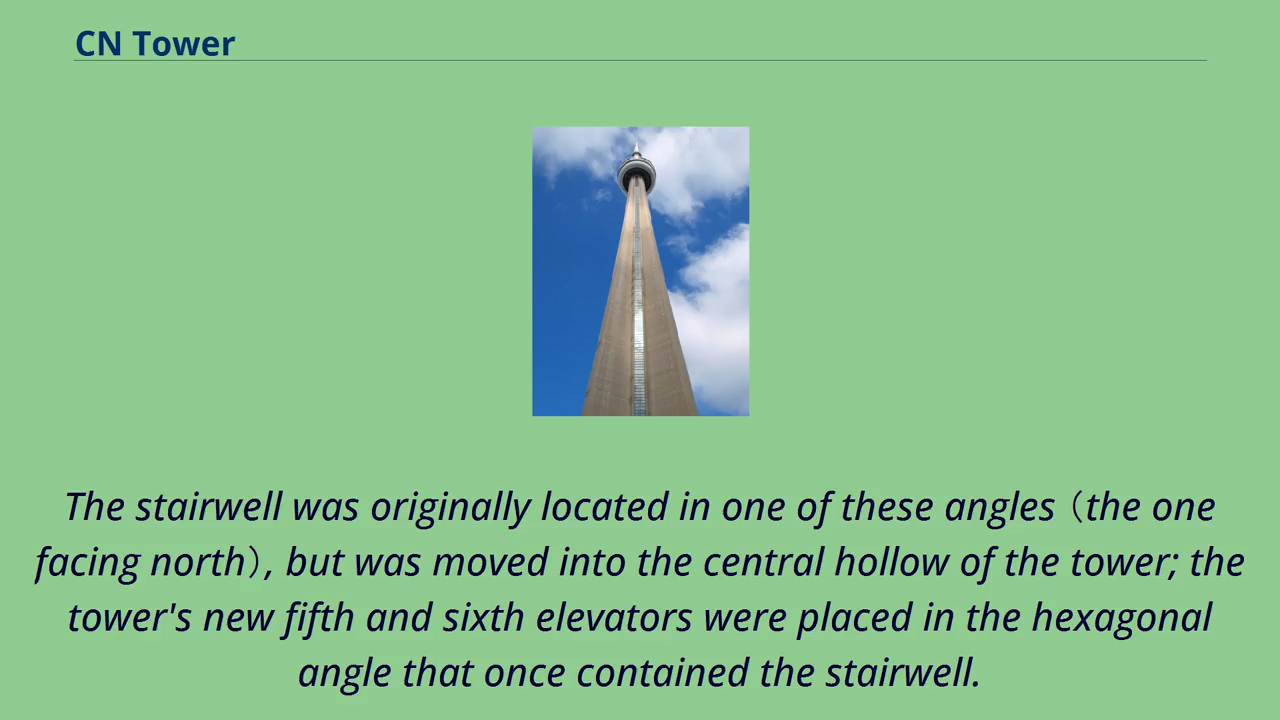 CN Tower
The stairwell was originally located in one of these angles (the one
facing north), but was moved into the central hollow of the tower; the
tower's new fifth and sixth elevators were placed in the hexagonal
angle that once contained the stairwell.